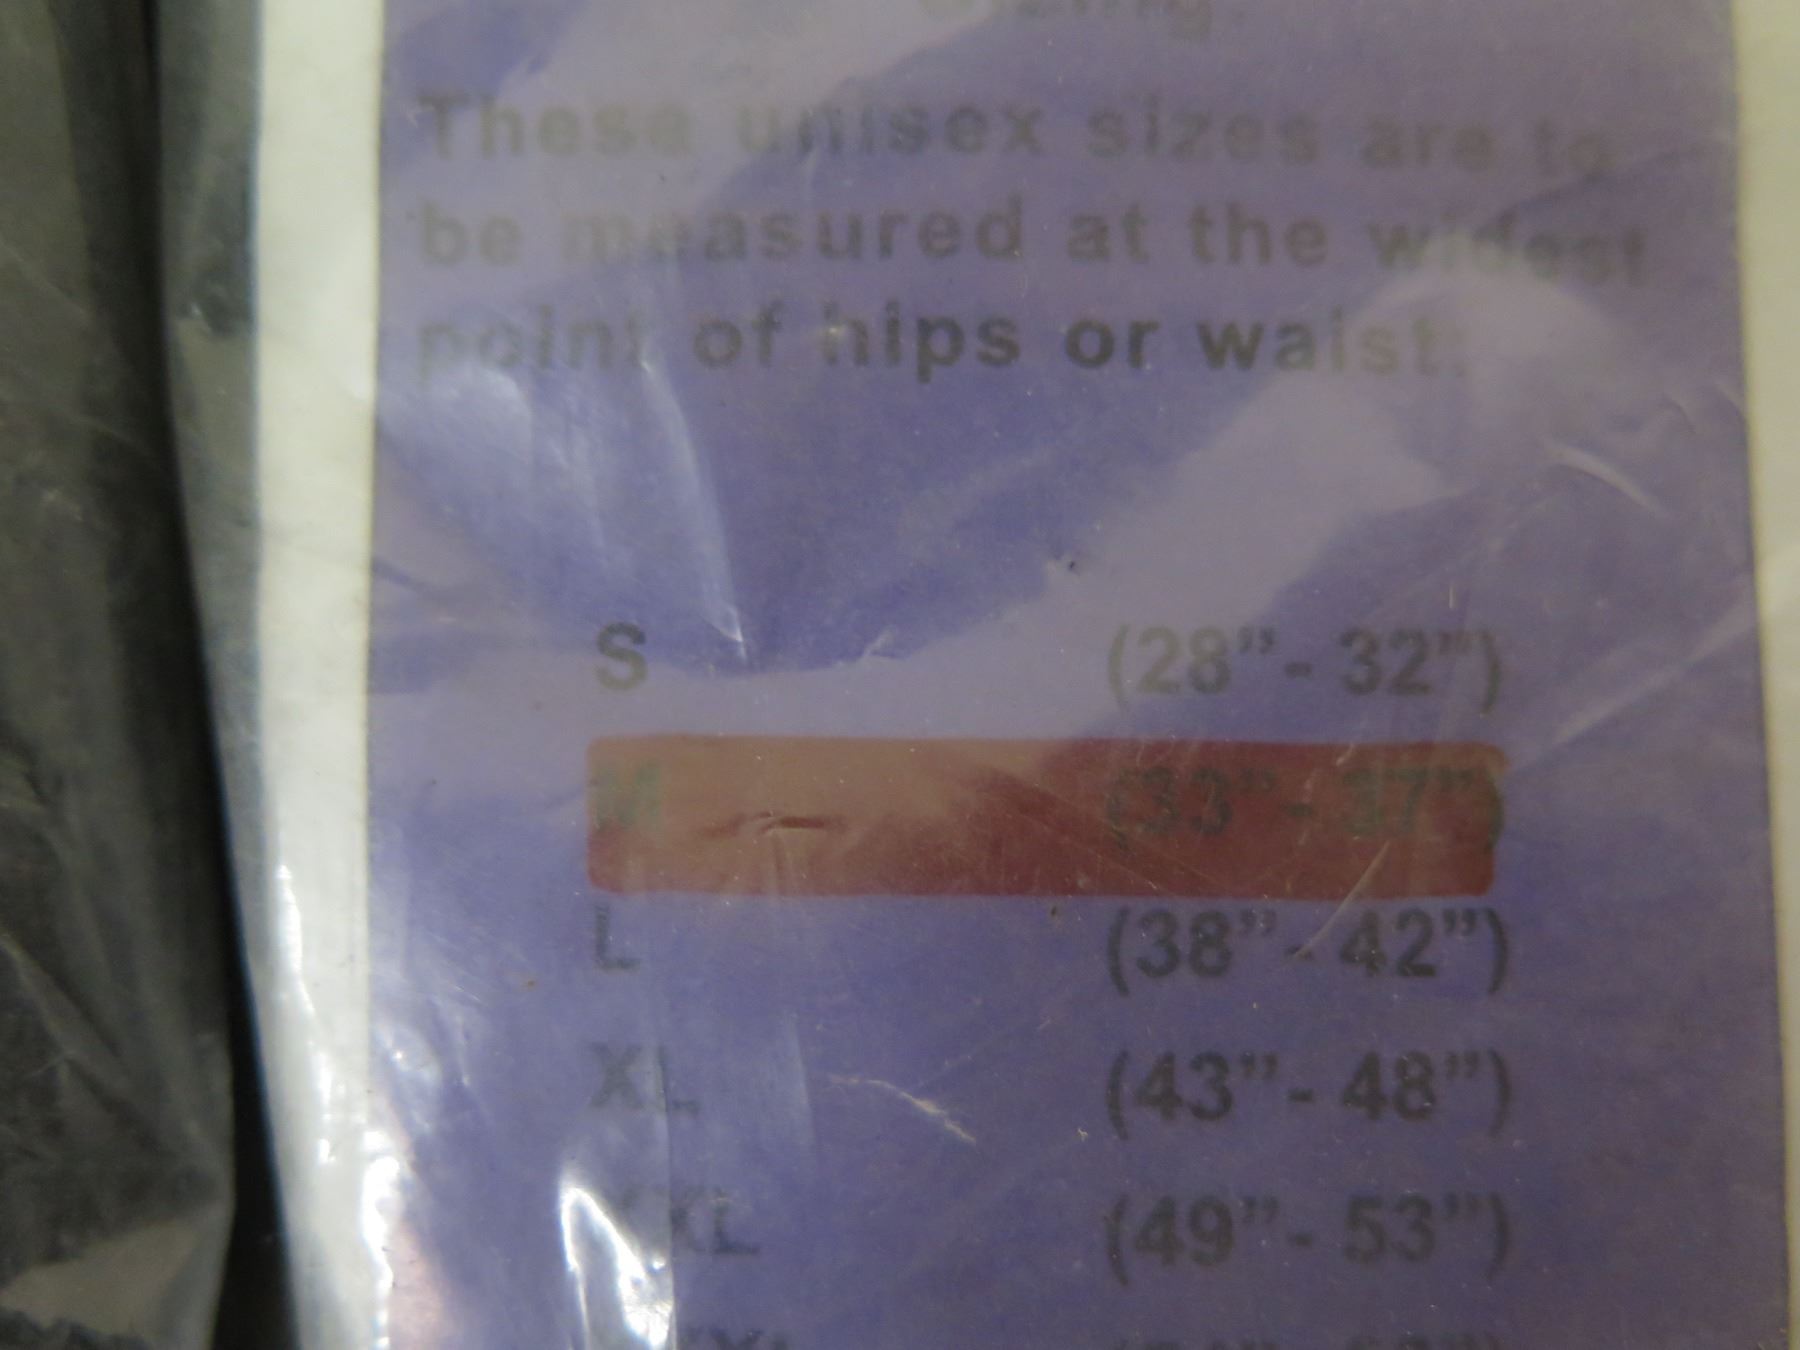 These unisex sizes are to
be measured at the widest
point of hips or waist.
S (28” - 32”)
M (33” - 37”)
L (38” - 42”)
XL (43” - 48”)
XXL (49” - 53”)